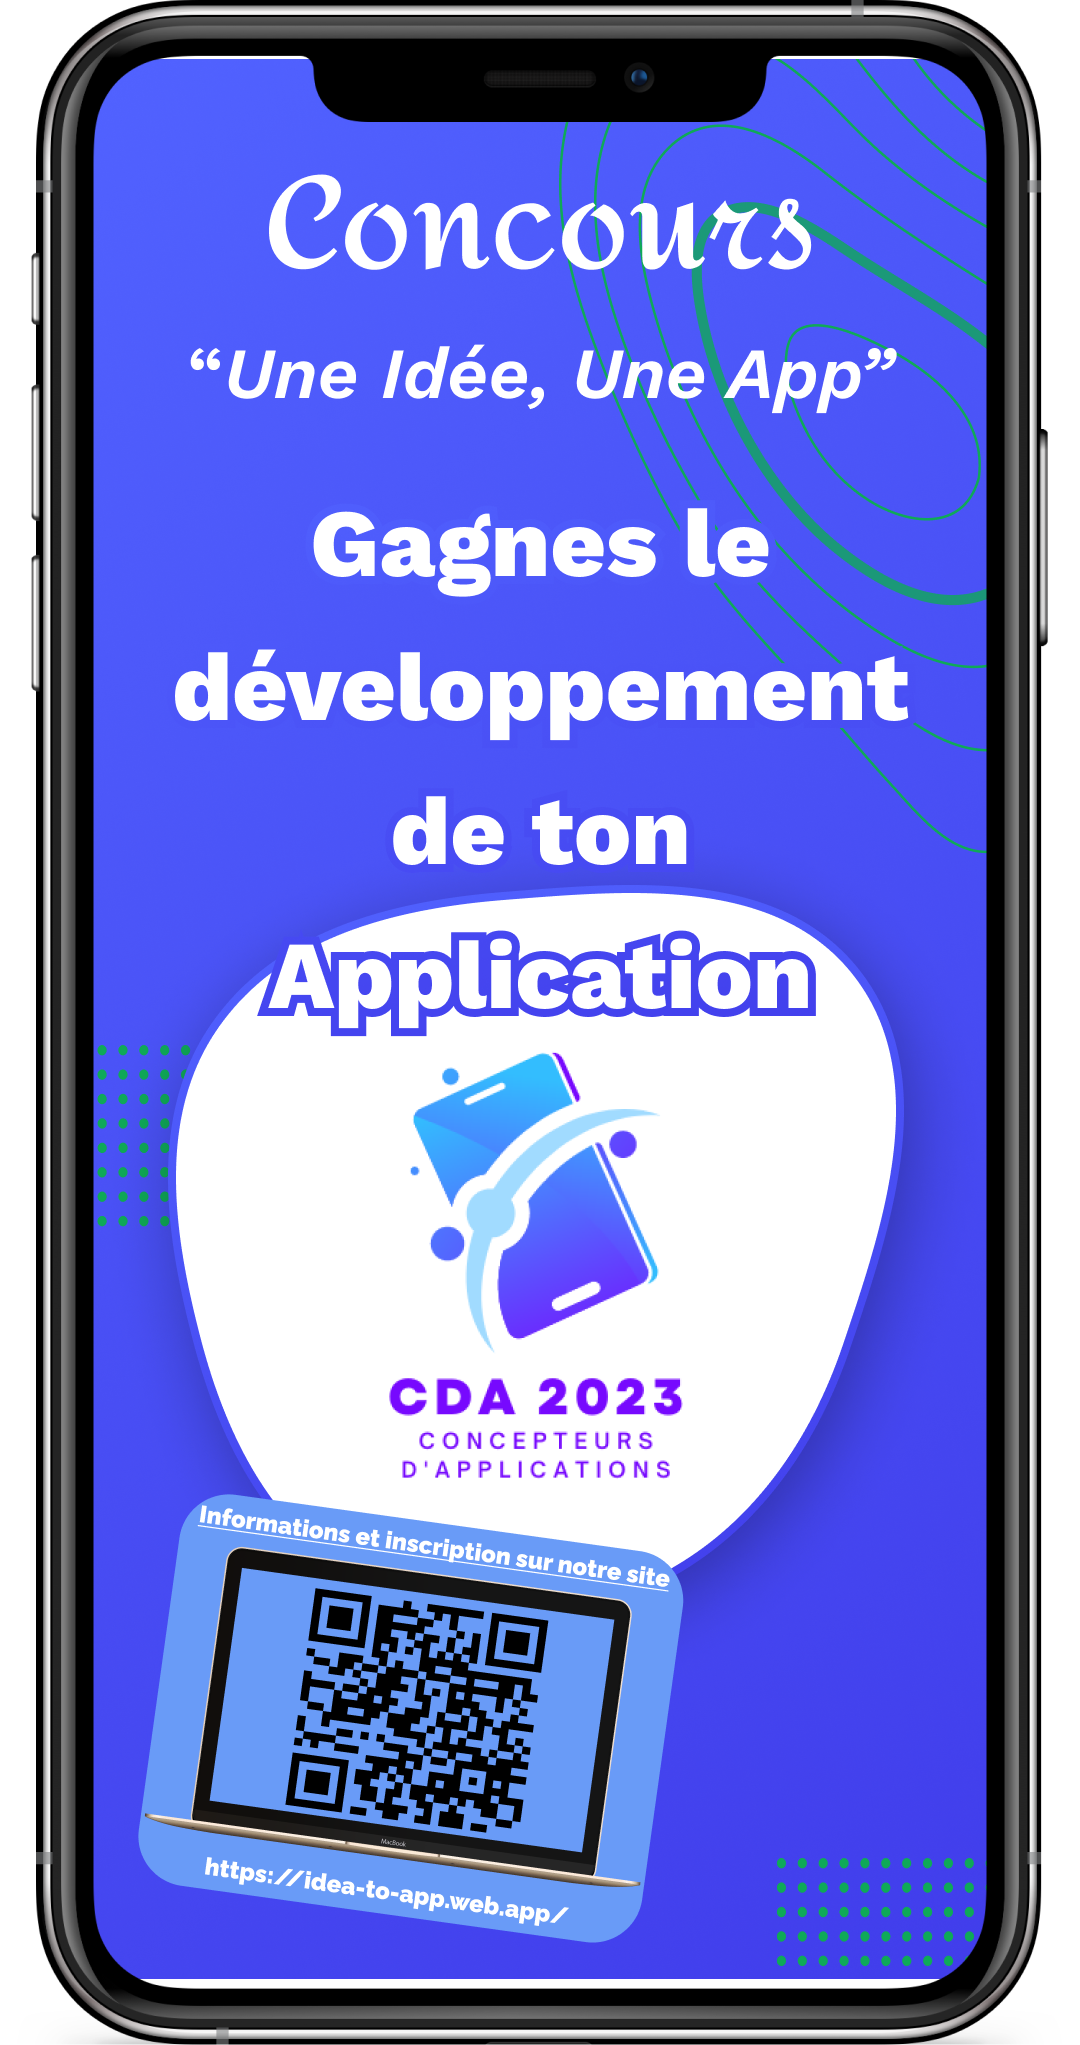 Concours
“Une Idée, Une App”
Gagnes le
développement
de ton
Application
CDA 2023
CONCEPTEURS
D'APPLICATIONS
Informations et inscription sur notre site
MacBook
https://idea-to-app.web.app/